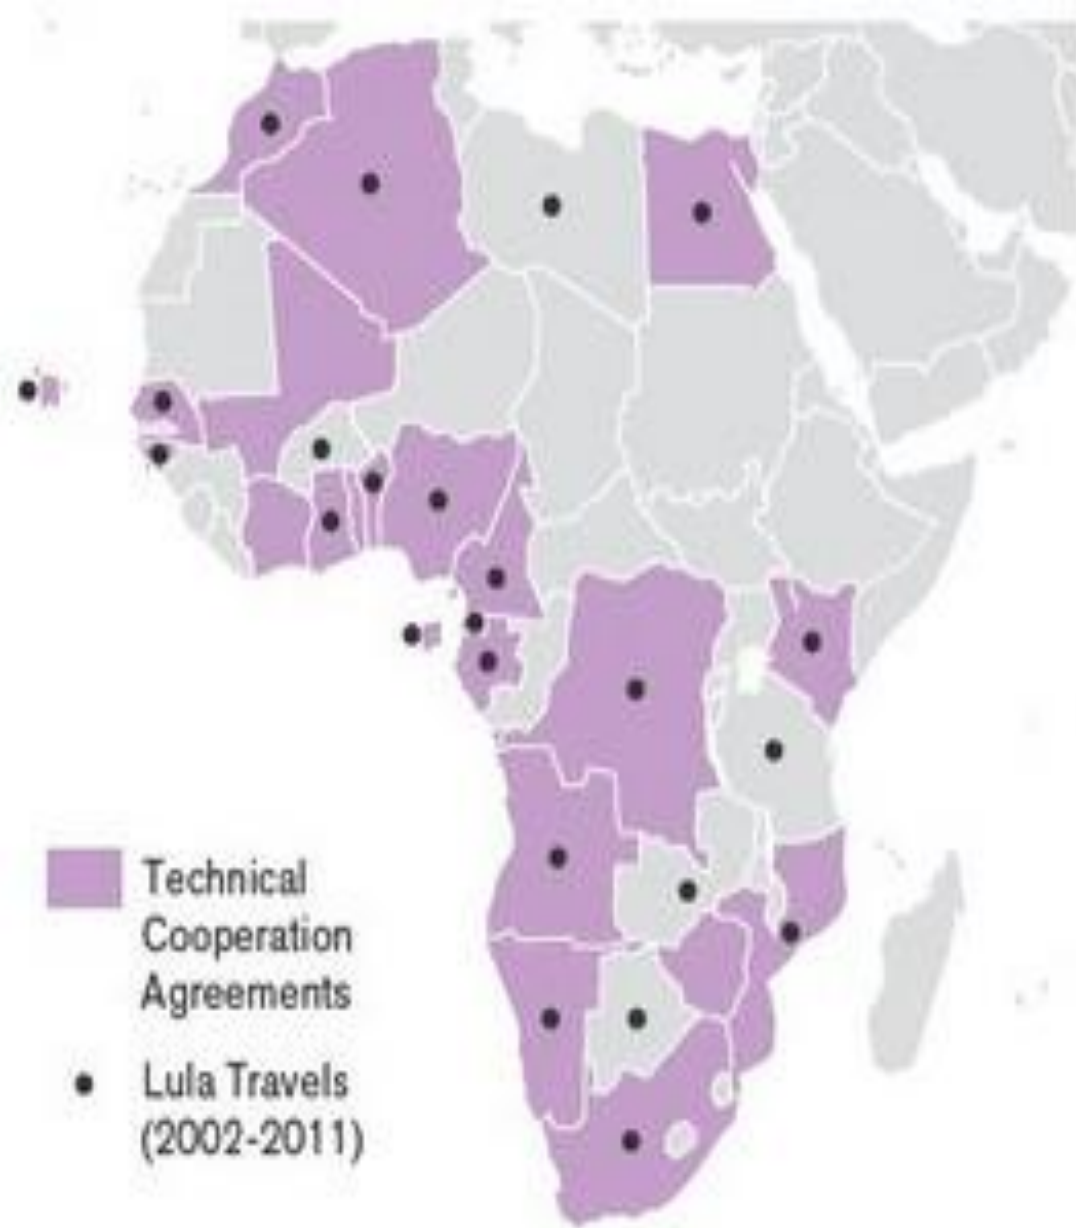 Technical
Cooperation
Agreements
Lula Travels
(2002-2011)